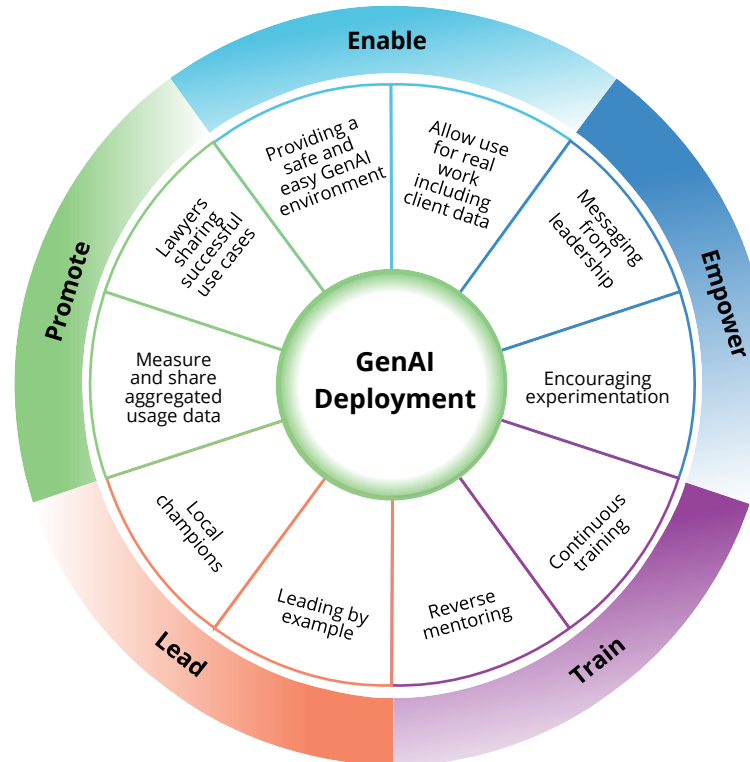 Enable
Providing a
safe and
easy GenAI
environment
Allow use
for real
work
including
client data
Empower
Messaging
from
leadership
Encouraging
experimentation
Train
Continuous
training
Reverse
mentoring
Lead
Leading by
example
Local
champions
Promote
Measure
and share
aggregated
usage data
Lawyers
sharing
successful
use cases
GenAI
Deployment